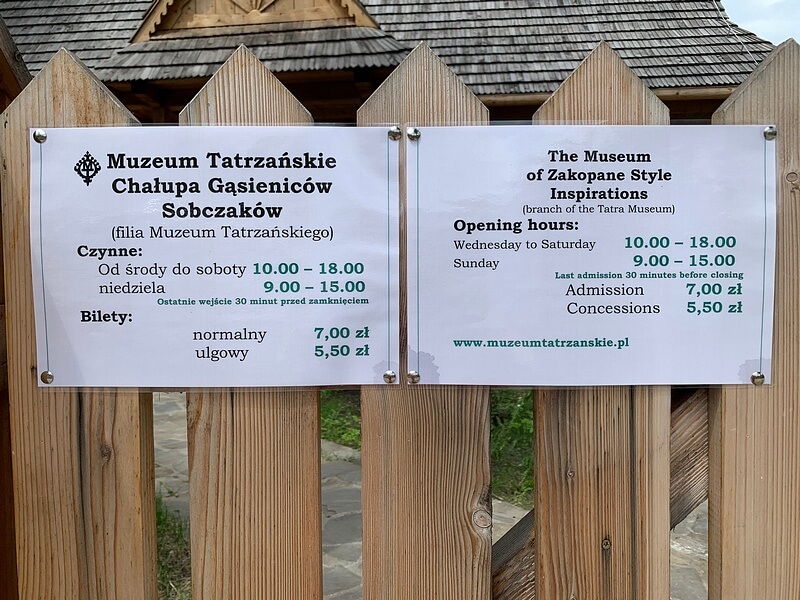 Muzeum Tatrzańskie
Chałupa Gąsieniców
Sobczaków
(filia Muzeum Tatrzańskiego)
Czynne:
Od środy do soboty 10.00 – 18.00
niedziela 9.00 – 15.00
Ostatnie wejście 30 minut przed zamknięciem
Bilety:
normalny 7,00 zł
ulgowy 5,50 zł
The Museum
of Zakopane Style
Inspirations
(branch of the Tatra Museum)
Opening hours:
Wednesday to Saturday 10.00 – 18.00
Sunday 9.00 – 15.00
Last admission 30 minutes before closing
Admission 7,00 zł
Concessions 5,50 zł
www.muzeumtatrzanskie.pl